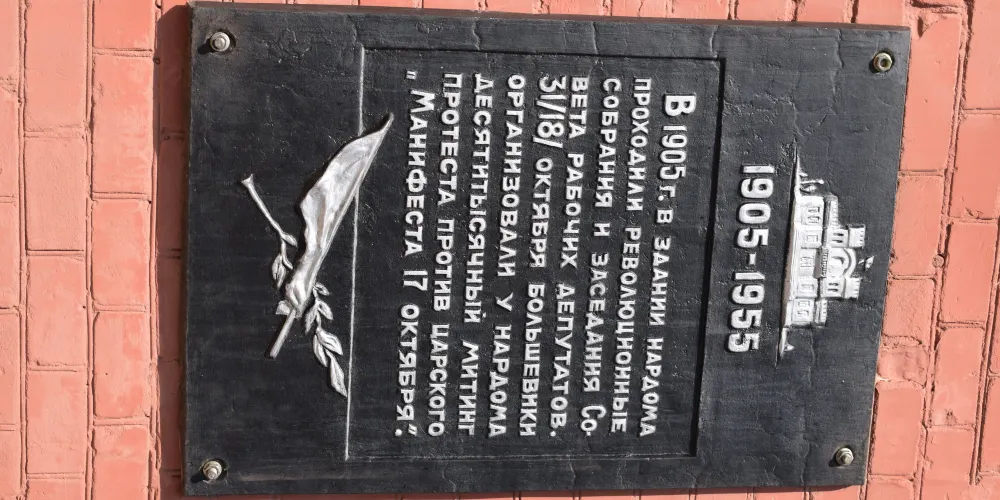 1905-1955
В 1905 г. В ЗДАНИИ НАРДОМА
ПРОХОДИЛИ РЕВОЛЮЦИОННЫЕ
СОБРАНИЯ И ЗАСЕДАНИЯ СО-
ВЕТА РАБОЧИХ ДЕПУТАТОВ.
31/18/ ОКТЯБРЯ БОЛЬШЕВИКИ
ОРГАНИЗОВАЛИ У НАРДОМА
ДЕСЯТИТЫСЯЧНЫЙ МИТИНГ
ПРОТЕСТА ПРОТИВ ЦАРСКОГО
„МАНИФЕСТА 17 ОКТЯБРЯ".